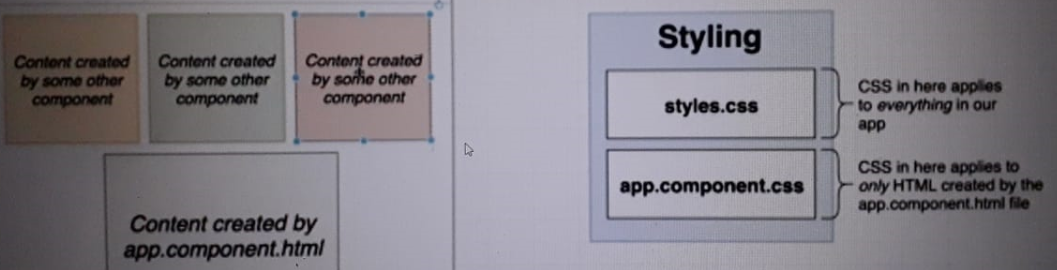 Content created
by some other
component
Content created
by some other
component
Content created
by some other
component
Content created by
app.component.html
Styling
styles.css
CSS in here applies
to everything in our
app
app.component.css
CSS in here applies to
only HTML created by the
app.component.html file